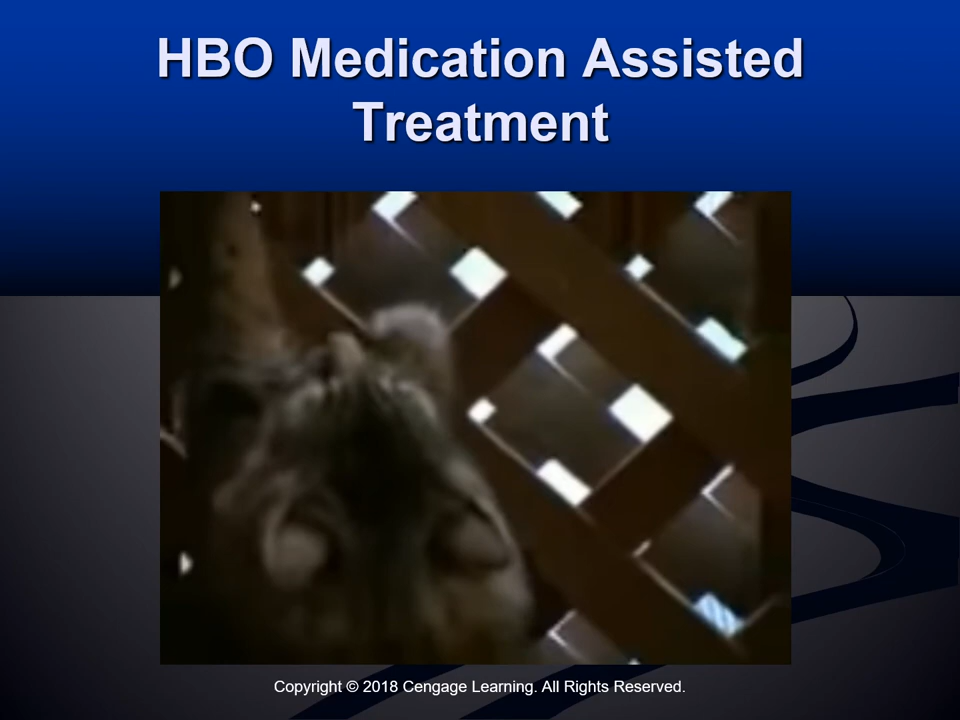 HBO Medication Assisted
Treatment
Copyright © 2018 Cengage Learning. All Rights Reserved.